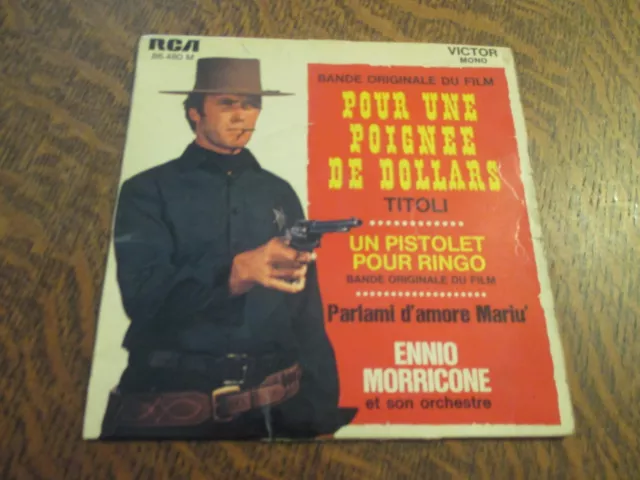 RCA
86.480 M
VICTOR
MONO
BANDE ORIGINALE DU FILM
POUR UNE
POIGNEE
DE DOLLARS
TITOLI
UN PISTOLET
POUR RINGO
BANDE ORIGINALE DU FILM
Parlami d'amore Mariu'
ENNIO
MORRICONE
et son orchestre